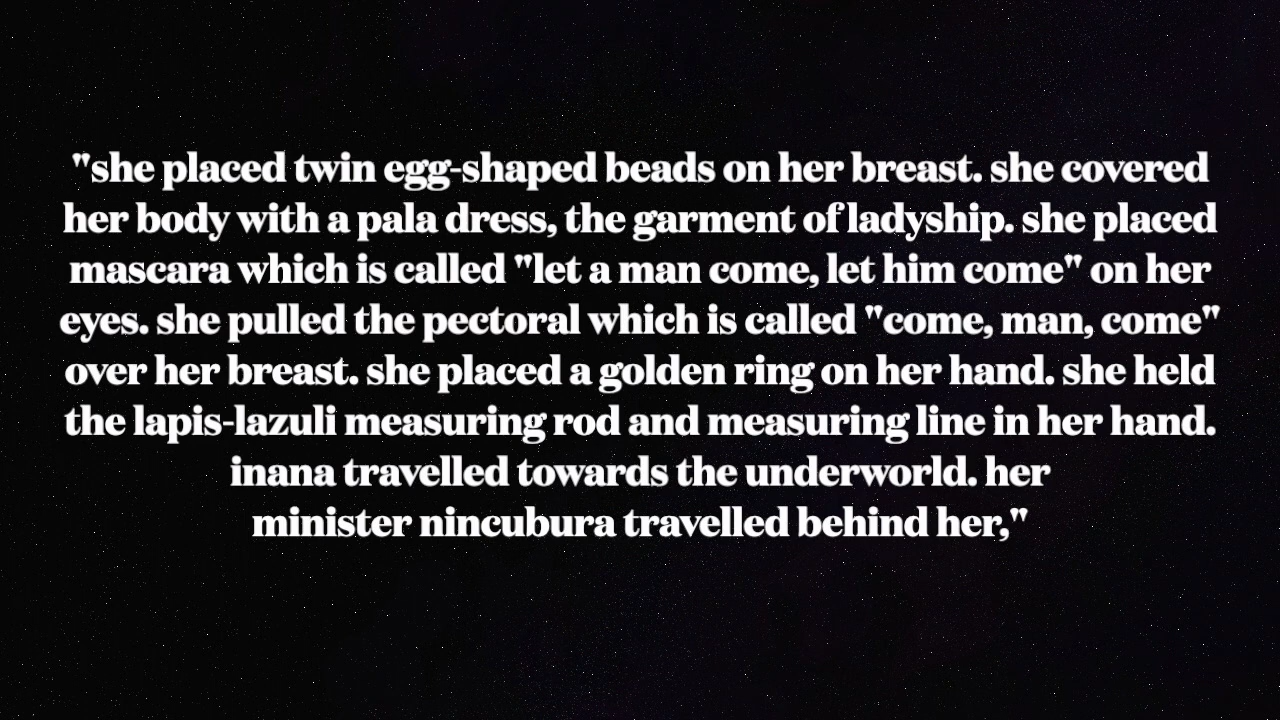 "she placed twin egg-shaped beads on her breast. she covered
her body with a pala dress, the garment of ladyship. she placed
mascara which is called "let a man come, let him come" on her
eyes. she pulled the pectoral which is called "come, man, come"
over her breast. she placed a golden ring on her hand. she held
the lapis-lazuli measuring rod and measuring line in her hand.
inana travelled towards the underworld. her
minister nincubura travelled behind her,"